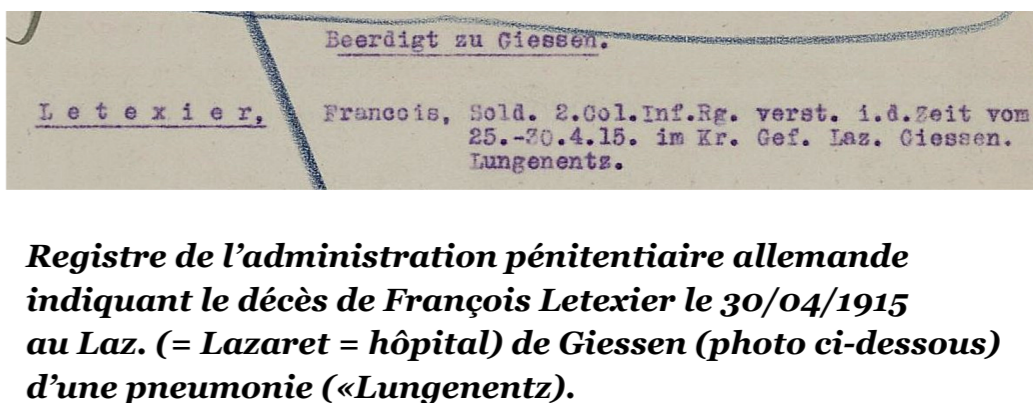 Beerdigt zu Giessen.
Letexier, Francois, Sold. 2.Col.Inf.Rg. verst. i.d.Zeit vom
25.-30.4.15. im Kr. Gef. Laz. Giessen.
Lungenentz.
Registre de l'administration pénitentiaire allemande
indiquant le décès de François Letexier le 30/04/1915
au Laz. (= Lazaret = hôpital) de Giessen (photo ci-dessous)
d'une pneumonie («Lungenentz).